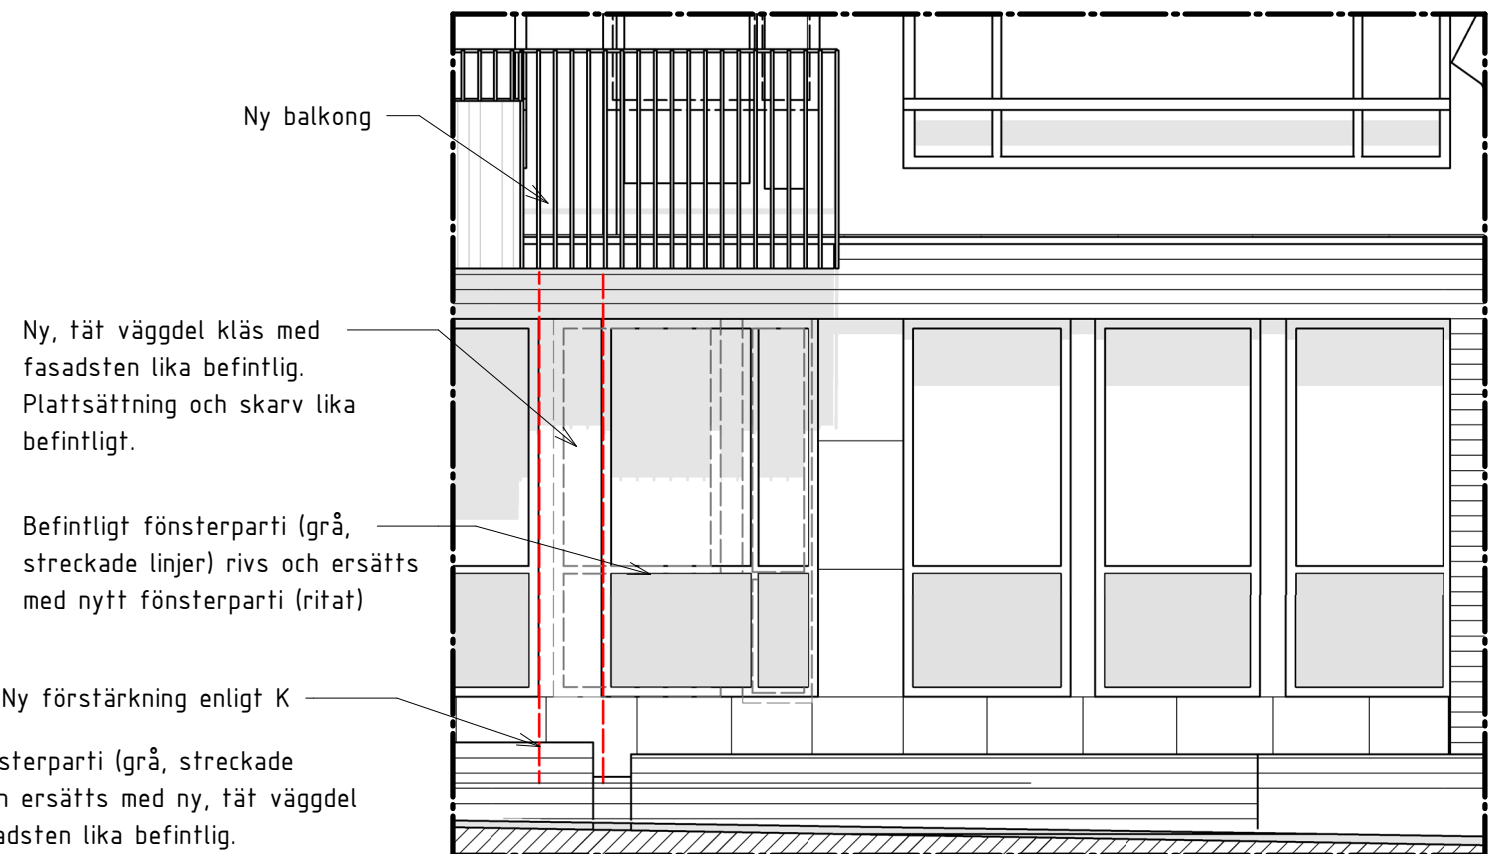 Ny balkong
Ny, tät väggdel kläs med
fasadsten lika befintlig.
Plattsättning och skarv lika
befintligt.
Befintligt fönsterparti (grå,
streckade linjer) rivs och ersätts
med nytt fönsterparti (ritat)
Ny förstärkning enligt K
sterparti (grå, streckade
ersätts med ny, tät väggdel
adsten lika befintlig.